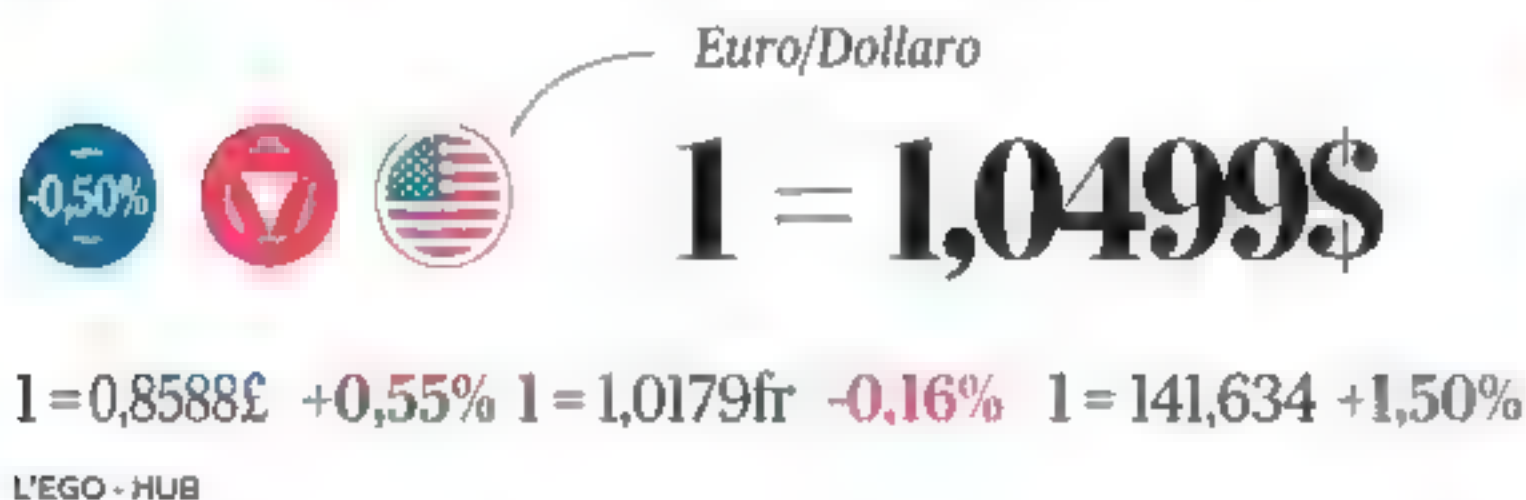 Euro/Dollaro
-0,50%
1 = 1,0499$
1 = 0,8588£ +0,55% 1 = 1,0179fr -0,16% 1 = 141,634 +1,50%
L'EGO - HUB